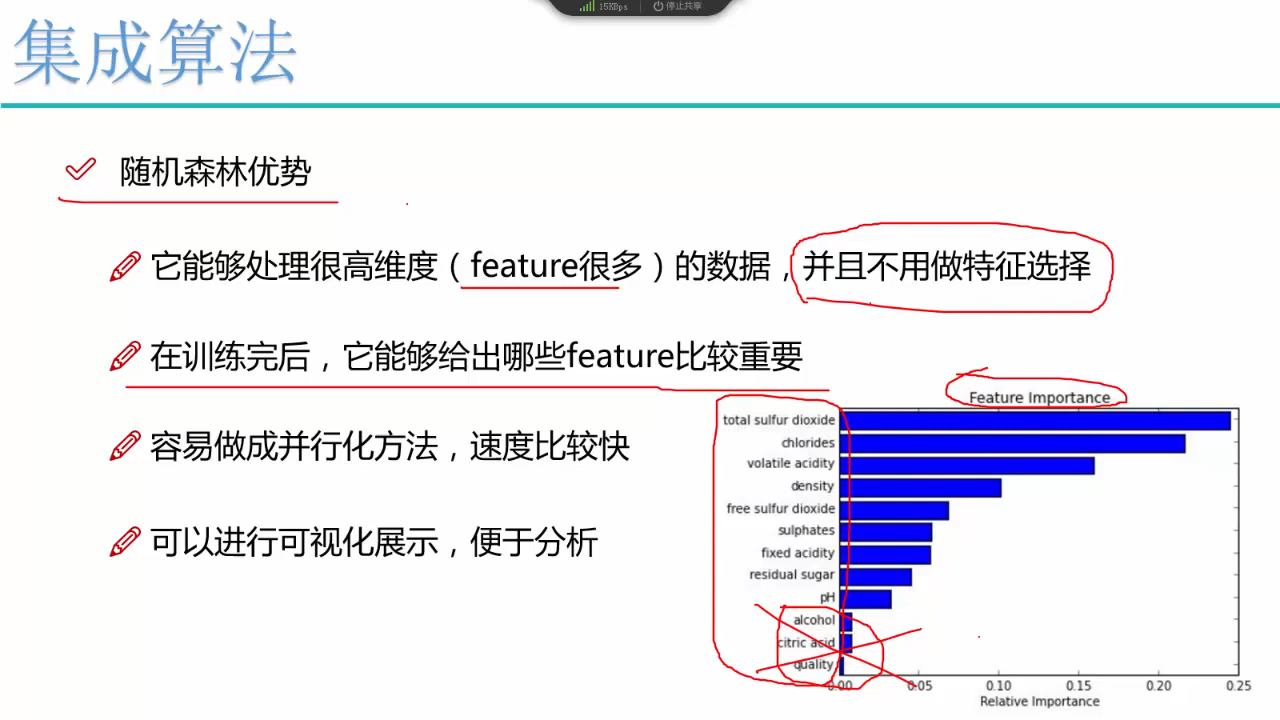 15KBps 停止共享
集成算法
随机森林优势
它能够处理很高维度（feature很多）的数据，并且不用做特征选择
在训练完后，它能够给出哪些feature比较重要
容易做成并行化方法，速度比较快
可以进行可视化展示，便于分析
Feature Importance
total sulfur dioxide
chlorides
volatile acidity
density
free sulfur dioxide
sulphates
fixed acidity
residual sugar
pH
alcohol
citric acid
quality
0.00 0.05 0.10 0.15 0.20 0.25
Relative Importance